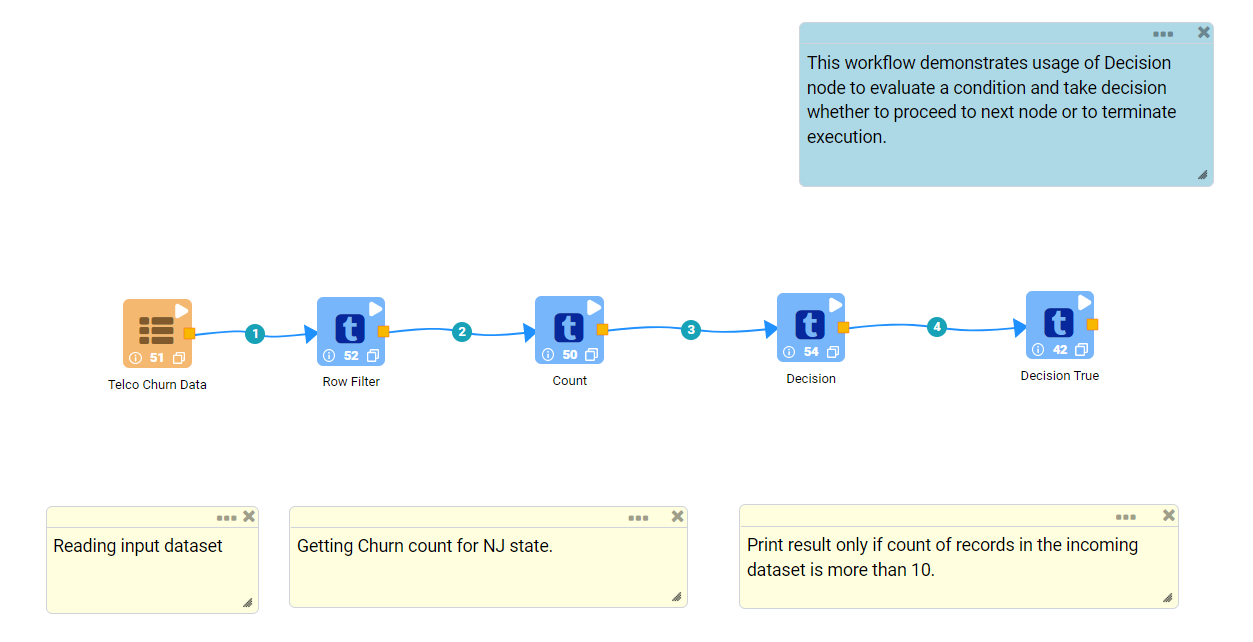 This workflow demonstrates usage of Decision
node to evaluate a condition and take decision
whether to proceed to next node or to terminate
execution.
1
2
3
4
t
t
t
t
51
52
50
54
42
Telco Churn Data
Row Filter
Count
Decision
Decision True
Reading input dataset
Getting Churn count for NJ state.
Print result only if count of records in the incoming
dataset is more than 10.